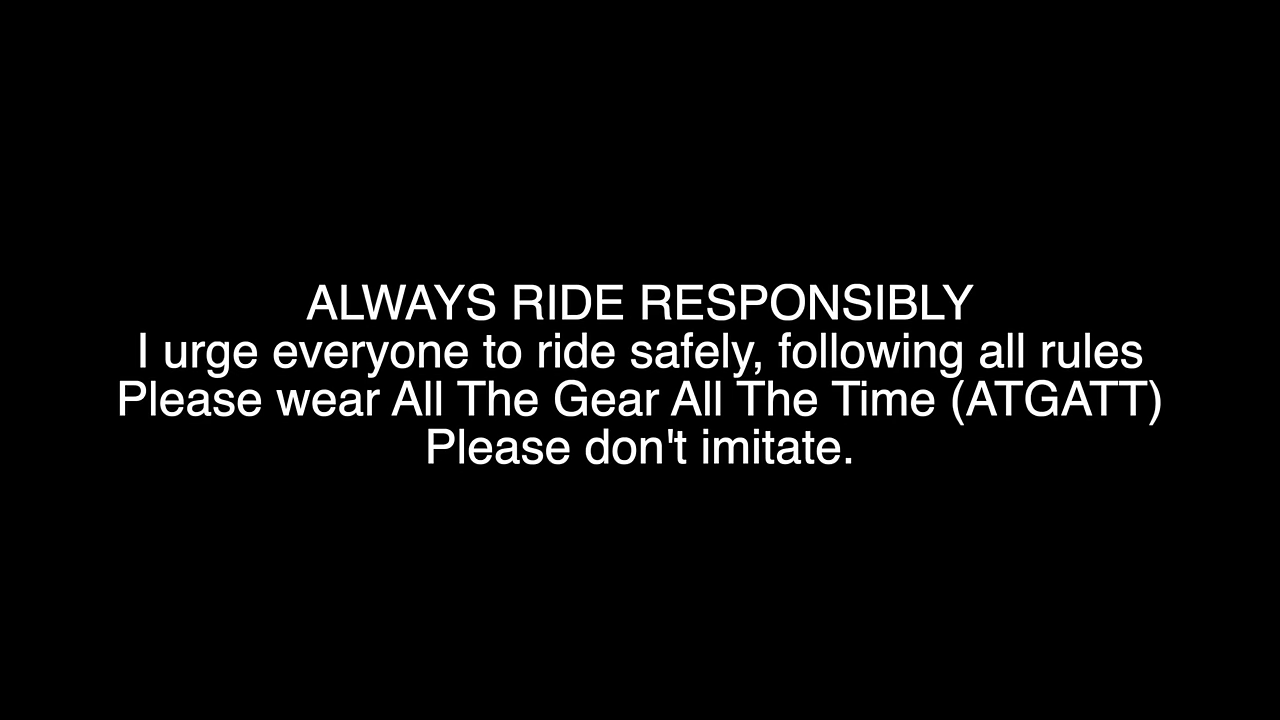 ALWAYS RIDE RESPONSIBLY
I urge everyone to ride safely, following all rules
Please wear All The Gear All The Time (ATGATT)
Please don't imitate.